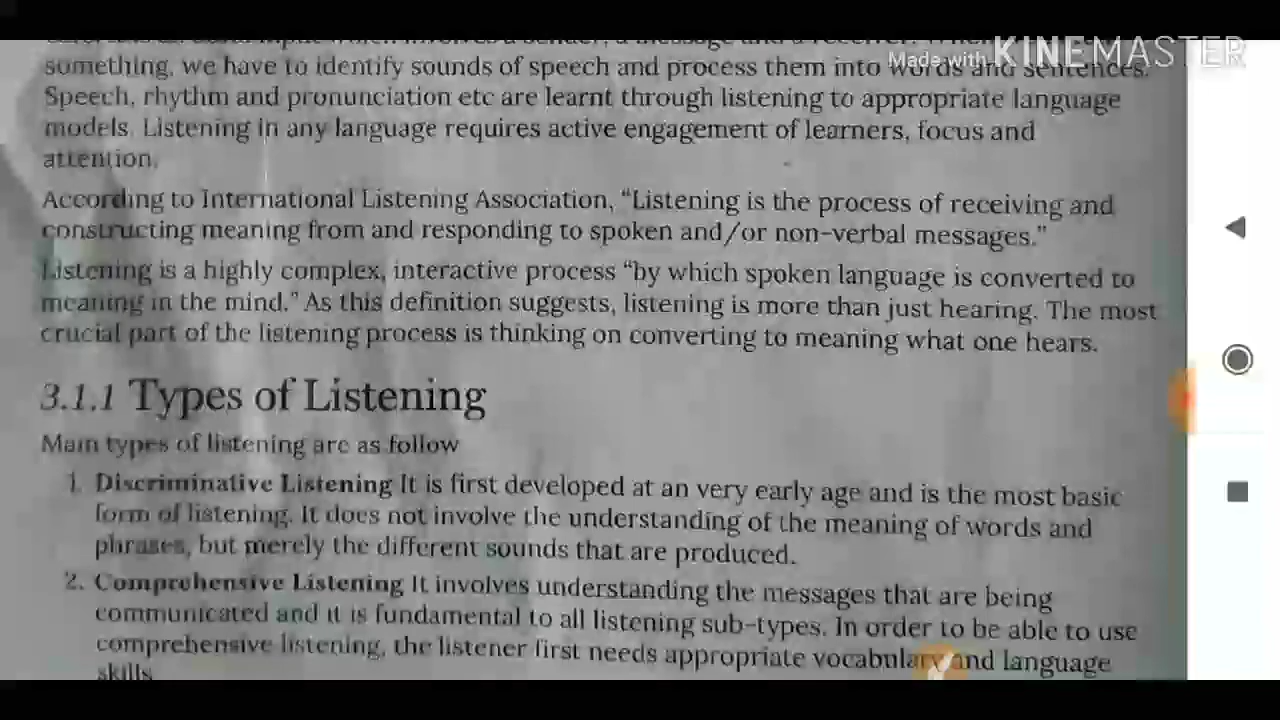 Made with KINEMASTER
something, we have to identify sounds of speech and process them into words and sentences.
Speech, rhythm and pronunciation etc are learnt through listening to appropriate language
models. Listening in any language requires active engagement of learners, focus and
attention.
According to International Listening Association, “Listening is the process of receiving and
constructing meaning from and responding to spoken and/or non-verbal messages.”
Listening is a highly complex, interactive process “by which spoken language is converted to
meaning in the mind.” As this definition suggests, listening is more than just hearing. The most
crucial part of the listening process is thinking on converting to meaning what one hears.
3.1.1 Types of Listening
Main types of listening are as follow
1. Discriminative Listening It is first developed at an very early age and is the most basic
form of listening. It does not involve the understanding of the meaning of words and
phrases, but merely the different sounds that are produced.
2. Comprehensive Listening It involves understanding the messages that are being
communicated and it is fundamental to all listening sub-types. In order to be able to use
comprehensive listening, the listener first needs appropriate vocabulary and language
skills